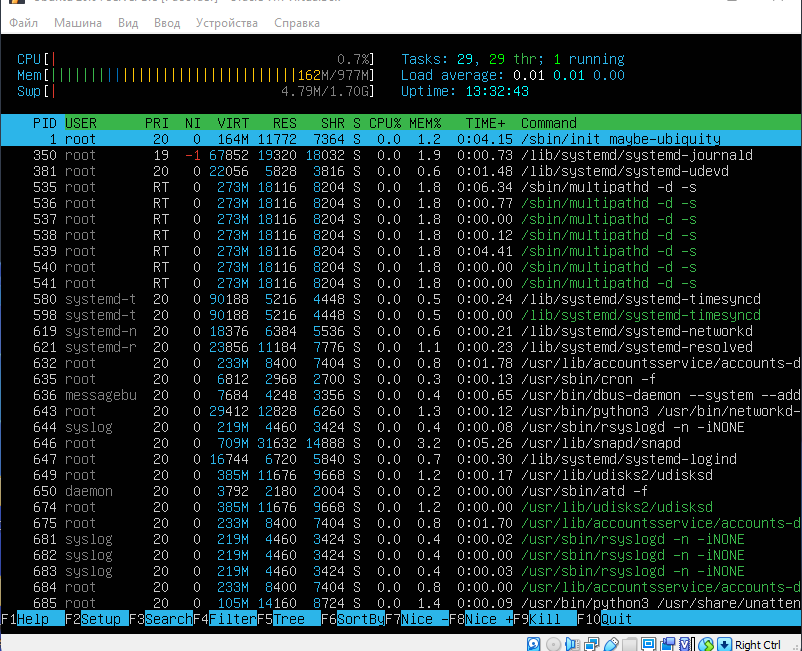 Файл Машина Вид Ввод Устройства Справка
CPU[| 0.7%] Tasks: 29, 29 thr; 1 running
Mem[||||||||||||||||||||||||||||||162M/977M] Load average: 0.01 0.01 0.00
Swp[| 4.79M/1.70G] Uptime: 13:32:43
PID USER PRI NI VIRT RES SHR S CPU% MEM% TIME+ Command
1 root 20 0 164M 11772 7364 S 0.0 1.2 0:04.15 /sbin/init maybe-ubiquity
350 root 19 -1 67852 19320 18032 S 0.0 1.9 0:00.73 /lib/systemd/systemd-journald
381 root 20 0 22056 5828 3816 S 0.0 0.6 0:01.48 /lib/systemd/systemd-udevd
535 root RT 0 273M 18116 8204 S 0.0 1.8 0:06.34 /sbin/multipathd -d -s
536 root RT 0 273M 18116 8204 S 0.0 1.8 0:00.77 /sbin/multipathd -d -s
537 root RT 0 273M 18116 8204 S 0.0 1.8 0:00.00 /sbin/multipathd -d -s
538 root RT 0 273M 18116 8204 S 0.0 1.8 0:00.12 /sbin/multipathd -d -s
539 root RT 0 273M 18116 8204 S 0.0 1.8 0:04.41 /sbin/multipathd -d -s
540 root RT 0 273M 18116 8204 S 0.0 1.8 0:00.00 /sbin/multipathd -d -s
541 root RT 0 273M 18116 8204 S 0.0 1.8 0:00.00 /sbin/multipathd -d -s
580 systemd-t 20 0 90188 5216 4448 S 0.0 0.5 0:00.24 /lib/systemd/systemd-timesyncd
598 systemd-t 20 0 90188 5216 4448 S 0.0 0.5 0:00.00 /lib/systemd/systemd-timesyncd
619 systemd-n 20 0 18376 6384 5536 S 0.0 0.6 0:00.21 /lib/systemd/systemd-networkd
621 systemd-r 20 0 23856 11184 7776 S 0.0 1.1 0:00.23 /lib/systemd/systemd-resolved
632 root 20 0 233M 8400 7404 S 0.0 0.8 0:01.78 /usr/lib/accountsservice/accounts-d
635 root 20 0 6812 2968 2700 S 0.0 0.3 0:00.13 /usr/sbin/cron -f
636 messagebu 20 0 7684 4248 3356 S 0.0 0.4 0:00.65 /usr/bin/dbus-daemon --system --add
643 root 20 0 29412 12828 6260 S 0.0 1.3 0:00.12 /usr/bin/python3 /usr/bin/networkd-
644 syslog 20 0 219M 4460 3424 S 0.0 0.4 0:00.08 /usr/sbin/rsyslogd -n -iNONE
646 root 20 0 709M 31632 14888 S 0.0 3.2 0:05.26 /usr/lib/snapd/snapd
647 root 20 0 16744 6720 5840 S 0.0 0.7 0:00.30 /lib/systemd/systemd-logind
649 root 20 0 385M 11676 9668 S 0.0 1.2 0:00.17 /usr/lib/udisks2/udisksd
650 daemon 20 0 3792 2180 2004 S 0.0 0.2 0:00.00 /usr/sbin/atd -f
674 root 20 0 385M 11676 9668 S 0.0 1.2 0:00.00 /usr/lib/udisks2/udisksd
675 root 20 0 233M 8400 7404 S 0.0 0.8 0:01.70 /usr/lib/accountsservice/accounts-d
681 syslog 20 0 219M 4460 3424 S 0.0 0.4 0:00.02 /usr/sbin/rsyslogd -n -iNONE
682 syslog 20 0 219M 4460 3424 S 0.0 0.4 0:00.00 /usr/sbin/rsyslogd -n -iNONE
683 syslog 20 0 219M 4460 3424 S 0.0 0.4 0:00.03 /usr/sbin/rsyslogd -n -iNONE
684 root 20 0 233M 8400 7404 S 0.0 0.8 0:00.00 /usr/lib/accountsservice/accounts-d
685 root 20 0 105M 14160 8724 S 0.0 1.4 0:00.09 /usr/bin/python3 /usr/share/unatten
F1Help F2Setup F3SearchF4FilterF5Tree F6SortByF7Nice -F8Nice +F9Kill F10Quit
Right Ctrl